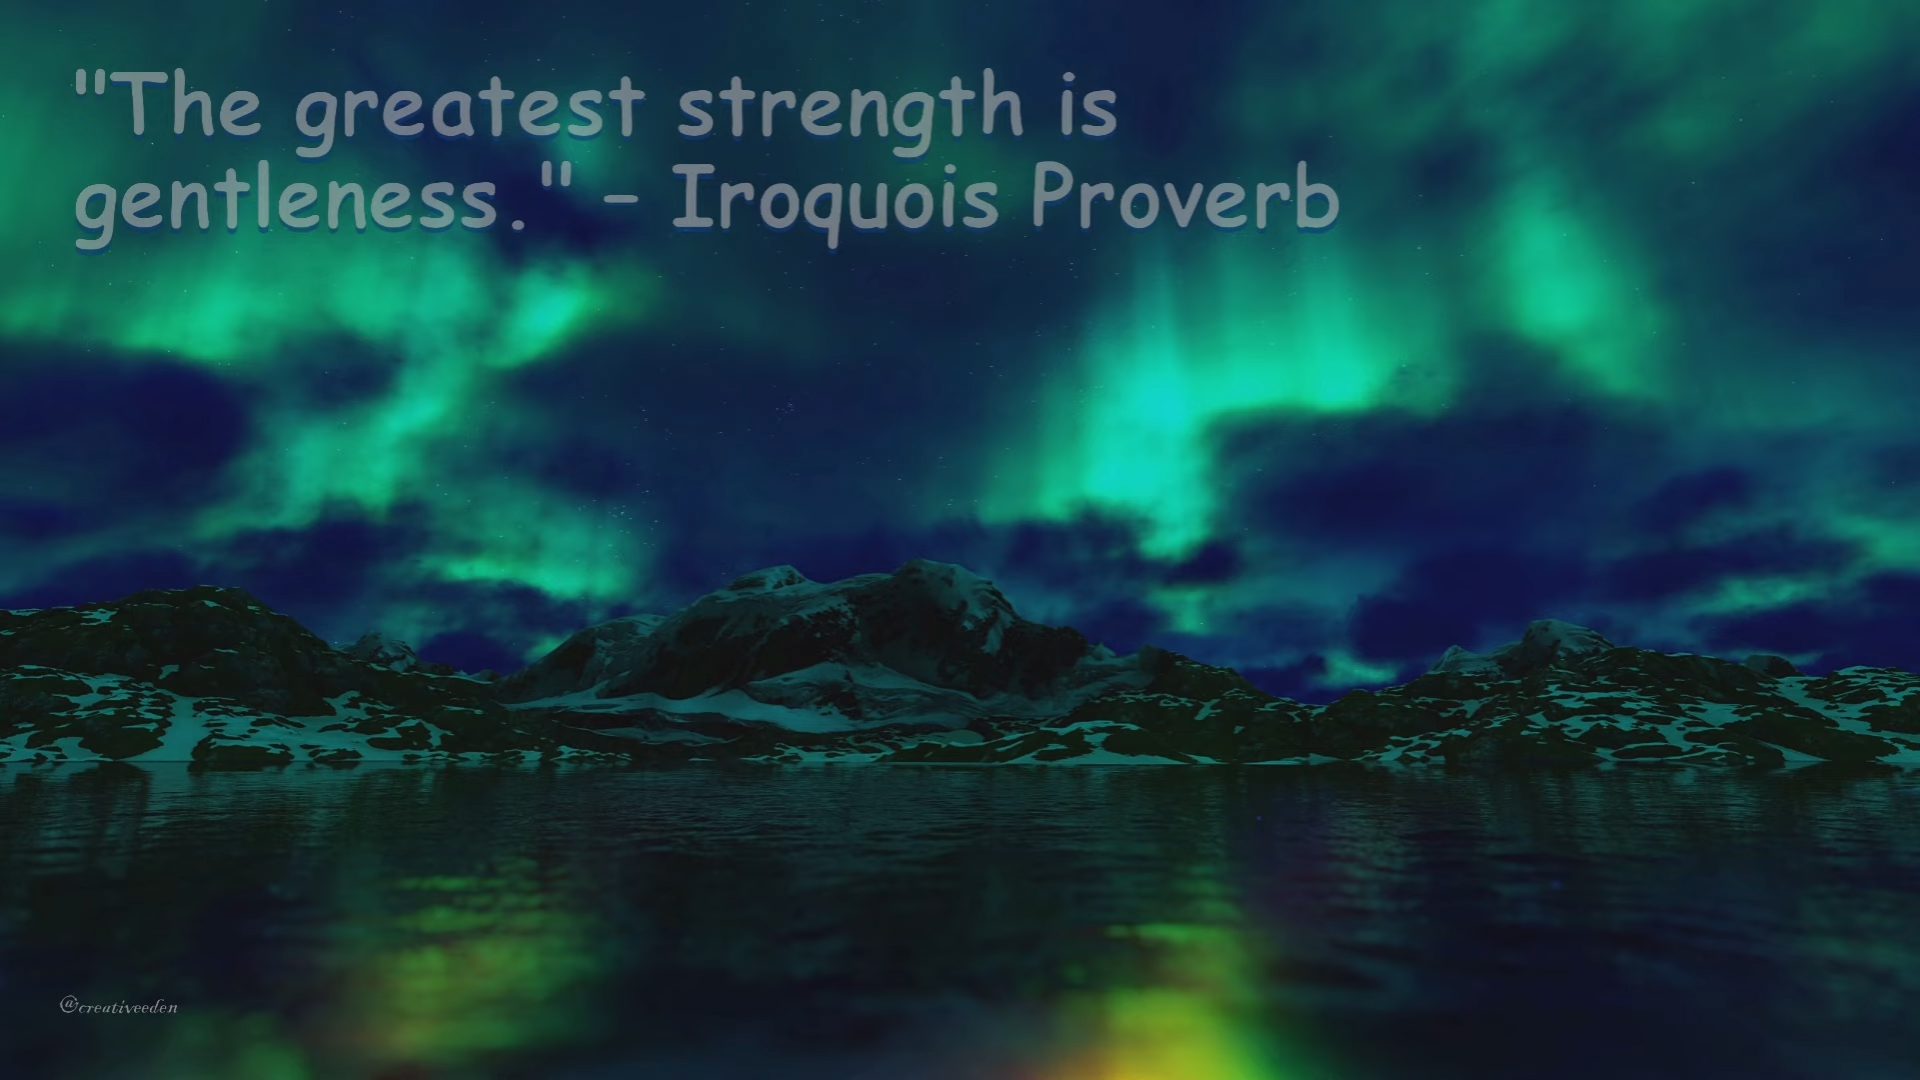 "The greatest strength is
gentleness." - Iroquois Proverb
@creativeeden